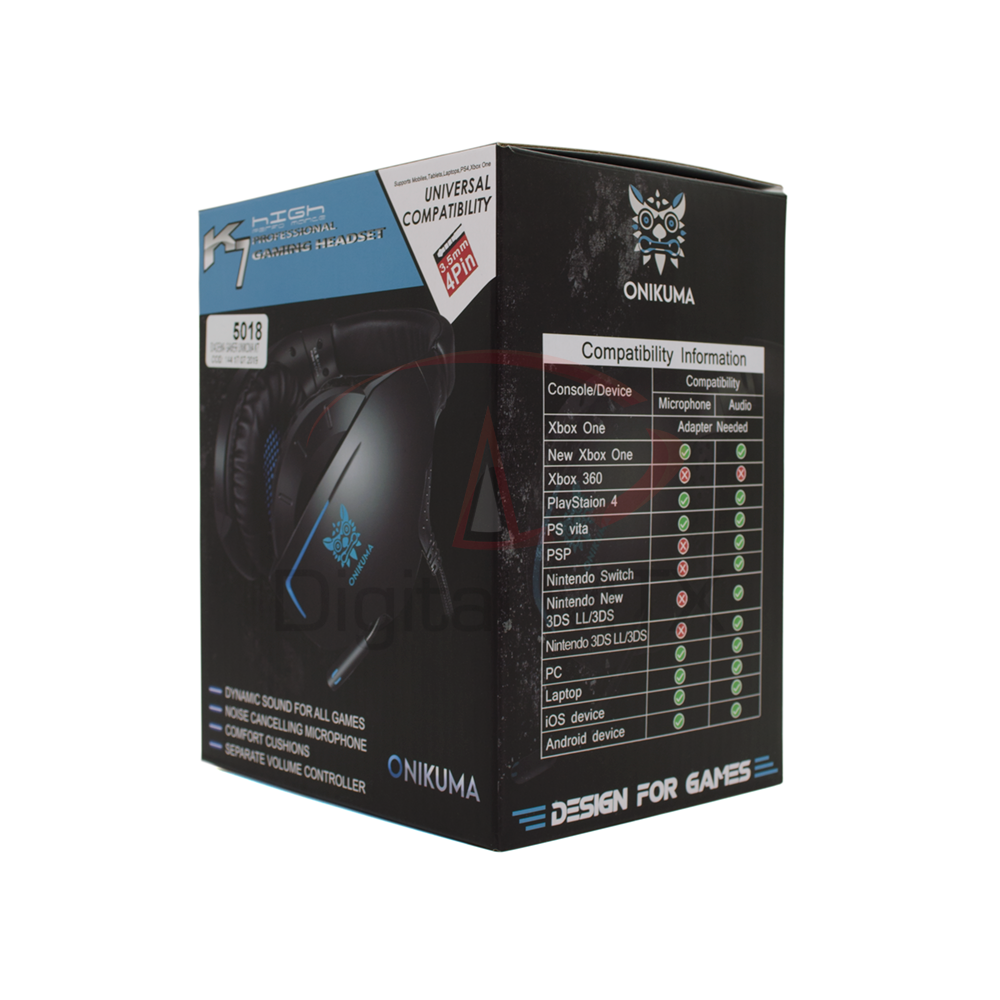 Supports Mobiles,Tablets,Laptops,PS4,Xbox One
UNIVERSAL
COMPATIBILITY
3.5mm
4Pin
K7
HIGH
PROFESSIONAL
GAMING HEADSET
5018
ONIKUMA
DYNAMIC SOUND FOR ALL GAMES
NOISE CANCELLING MICROPHONE
COMFORT CUSHIONS
SEPARATE VOLUME CONTROLLER
ONIKUMA
ONIKUMA
Compatibility Information
Console/Device Compatibility
Microphone Audio
Xbox One Adapter Needed
New Xbox One
Xbox 360
PlayStaion 4
PS vita
PSP
Nintendo Switch
Nintendo New
3DS LL/3DS
Nintendo 3DS LL/3DS
PC
Laptop
iOS device
Android device
DESIGN FOR GAMES